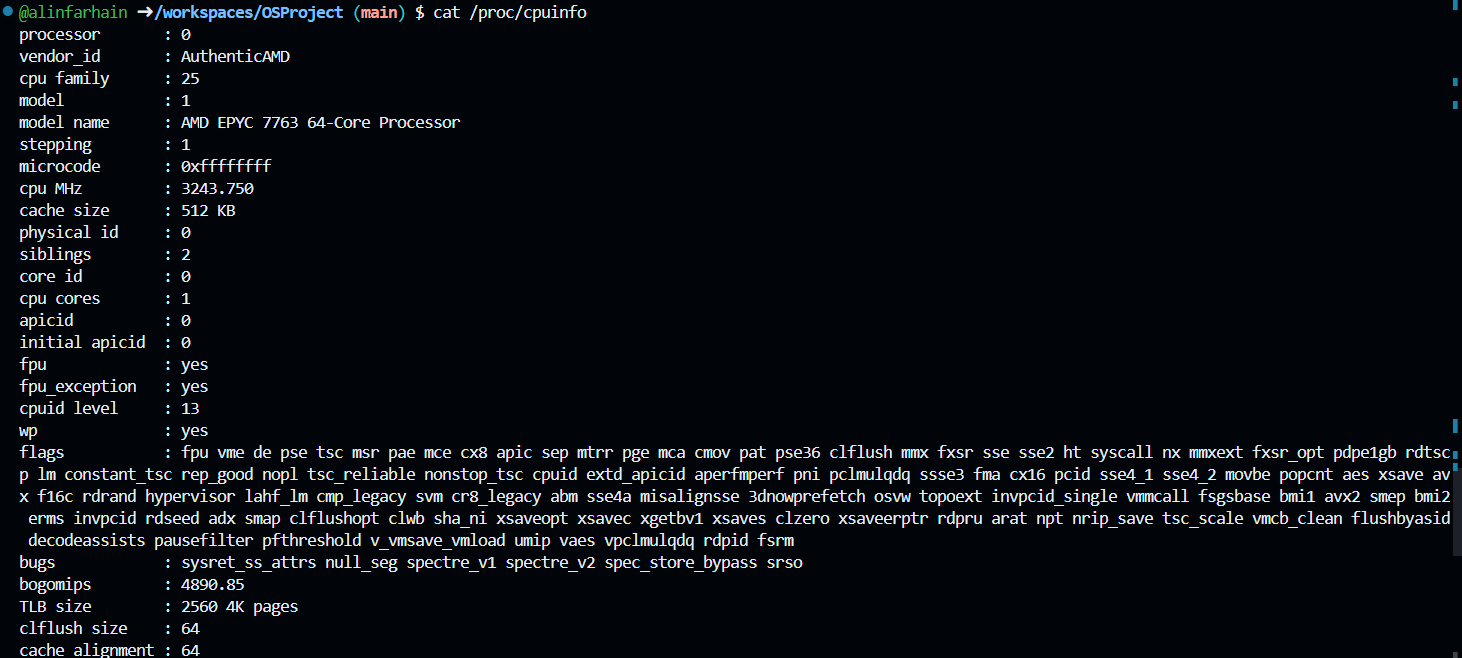 @alinfarhain ➜/workspaces/OSProject (main) $ cat /proc/cpuinfo
processor       : 0
vendor_id       : AuthenticAMD
cpu family      : 25
model           : 1
model name      : AMD EPYC 7763 64-Core Processor
stepping        : 1
microcode       : 0xffffffff
cpu MHz         : 3243.750
cache size      : 512 KB
physical id     : 0
siblings        : 2
core id         : 0
cpu cores       : 1
apicid          : 0
initial apicid  : 0
fpu             : yes
fpu_exception   : yes
cpuid level     : 13
wp              : yes
flags           : fpu vme de pse tsc msr pae mce cx8 apic sep mtrr pge mca cmov pat pse36 clflush mmx fxsr sse sse2 ht syscall nx mmxext fxsr_opt pdpe1gb rdtsc
p lm constant_tsc rep_good nopl tsc_reliable nonstop_tsc cpuid extd_apicid aperfmperf pni pclmulqdq ssse3 fma cx16 pcid sse4_1 sse4_2 movbe popcnt aes xsave av
x f16c rdrand hypervisor lahf_lm cmp_legacy svm cr8_legacy abm sse4a misalignsse 3dnowprefetch osvw topoext invpcid_single vmmcall fsgsbase bmi1 avx2 smep bmi2
 erms invpcid rdseed adx smap clflushopt clwb sha_ni xsaveopt xsavec xgetbv1 xsaves clzero xsaveerptr rdpru arat npt nrip_save tsc_scale vmcb_clean flushbyasid
 decodeassists pausefilter pfthreshold v_vmsave_vmload umip vaes vpclmulqdq rdpid fsrm
bugs            : sysret_ss_attrs null_seg spectre_v1 spectre_v2 spec_store_bypass srso
bogomips        : 4890.85
TLB size        : 2560 4K pages
clflush size    : 64
cache alignment : 64